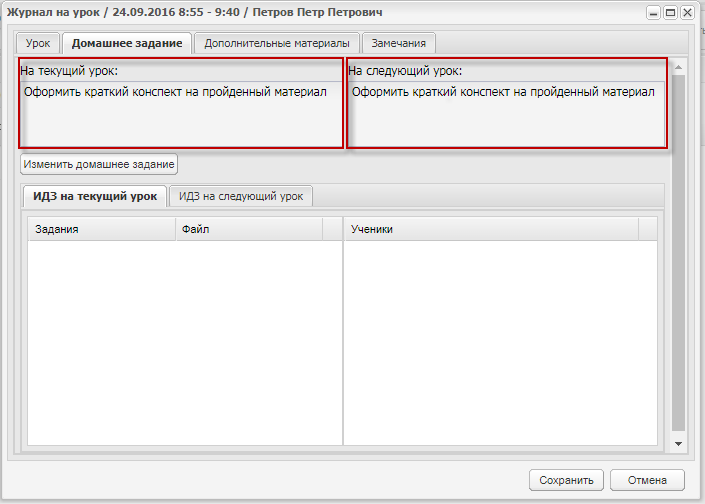 Журнал на урок / 24.09.2016 8:55 - 9:40 / Петров Петр Петрович
Урок Домашнее задание Дополнительные материалы Замечания
На текущий урок: На следующий урок:
Оформить краткий конспект на пройденный материал Оформить краткий конспект на пройденный материал
Изменить домашнее задание
ИДЗ на текущий урок ИДЗ на следующий урок
Задания Файл Ученики
Сохранить Отмена